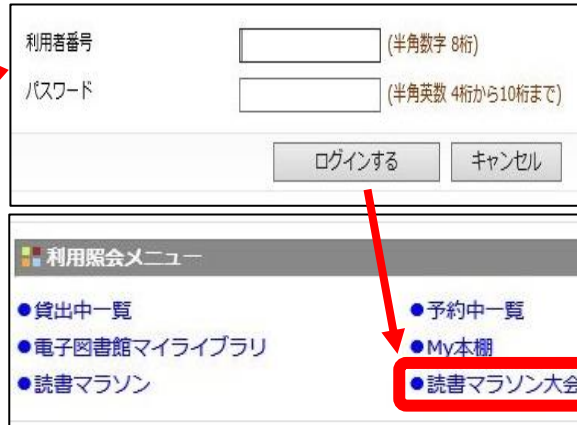 利用者番号 (半角数字 8桁)
パスワード (半角英数 4桁から10桁まで)
ログインする キャンセル
利用照会メニュー
●貸出中一覧 ●予約中一覧
●電子図書館マイライブラリ ●My本棚
●読書マラソン ●読書マラソン大会